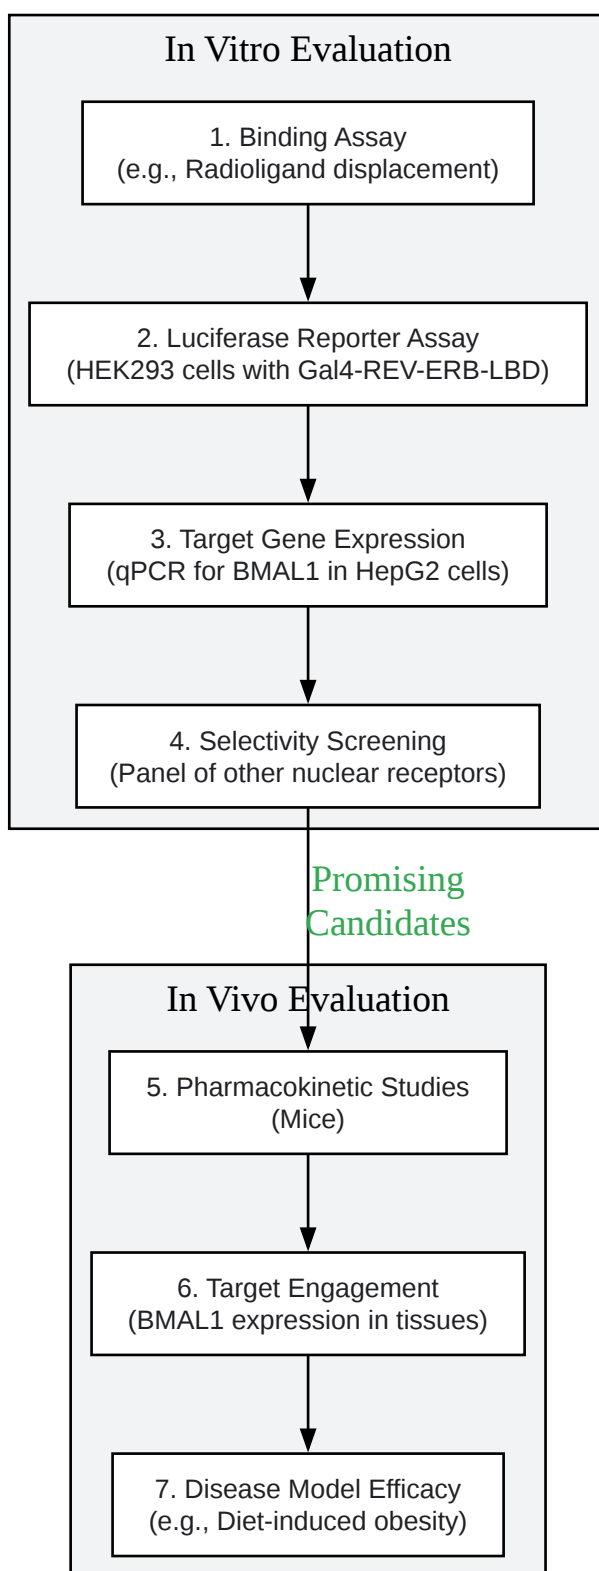 In Vitro Evaluation
1. Binding Assay
(e.g., Radioligand displacement)
2. Luciferase Reporter Assay
(HEK293 cells with Gal4-REV-ERB-LBD)
3. Target Gene Expression
(qPCR for BMAL1 in HepG2 cells)
4. Selectivity Screening
(Panel of other nuclear receptors)
Promising
Candidates
In Vivo Evaluation
5. Pharmacokinetic Studies
(Mice)
6. Target Engagement
(BMAL1 expression in tissues)
7. Disease Model Efficacy
(e.g., Diet-induced obesity)